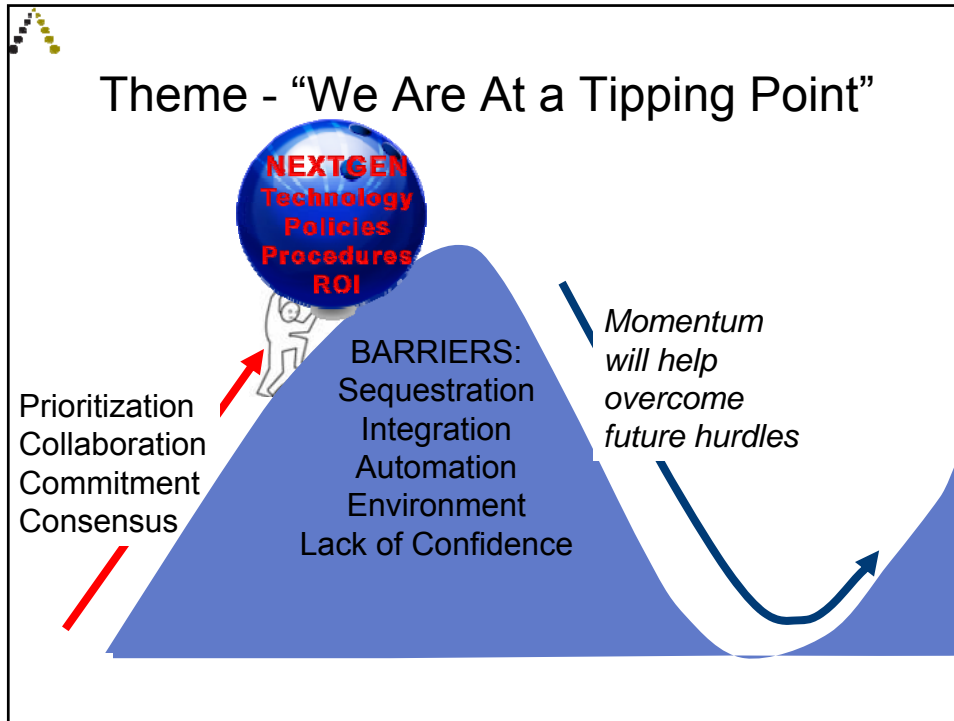 Theme - “We Are At a Tipping Point”
NEXTGEN
Technology
Policies
Procedures
ROI
Prioritization
Collaboration
Commitment
Consensus
BARRIERS:
Sequestration
Integration
Automation
Environment
Lack of Confidence
Momentum
will help
overcome
future hurdles